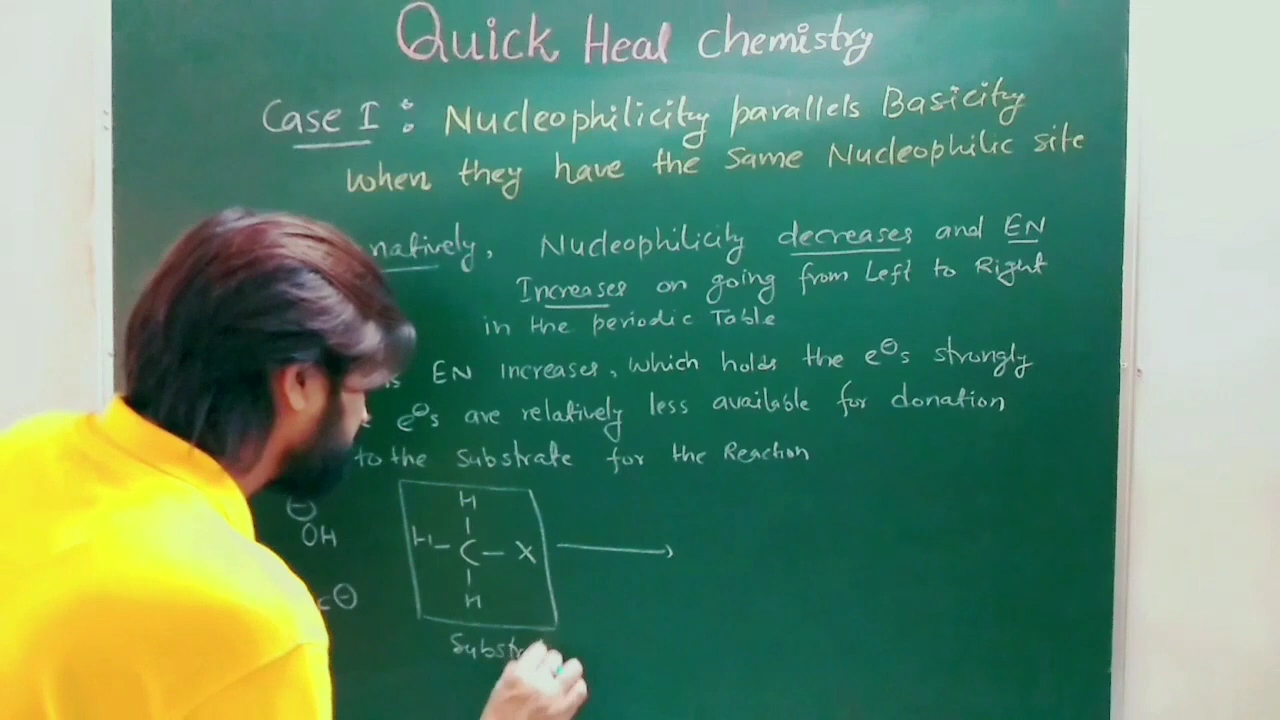 Quick Heal chemistry
Case I : Nucleophilicity parallels Basicity
when they have the same Nucleophilic site
natively, Nucleophilicity decreases and EN
Increases on going from Left to Right
in the periodic Table
EN increases, which holds the e⊖s strongly
e⊖s are relatively less available for donation
to the substrate for the Reaction
⊖
OH
c⊖
H
H – C – X
H
Substr